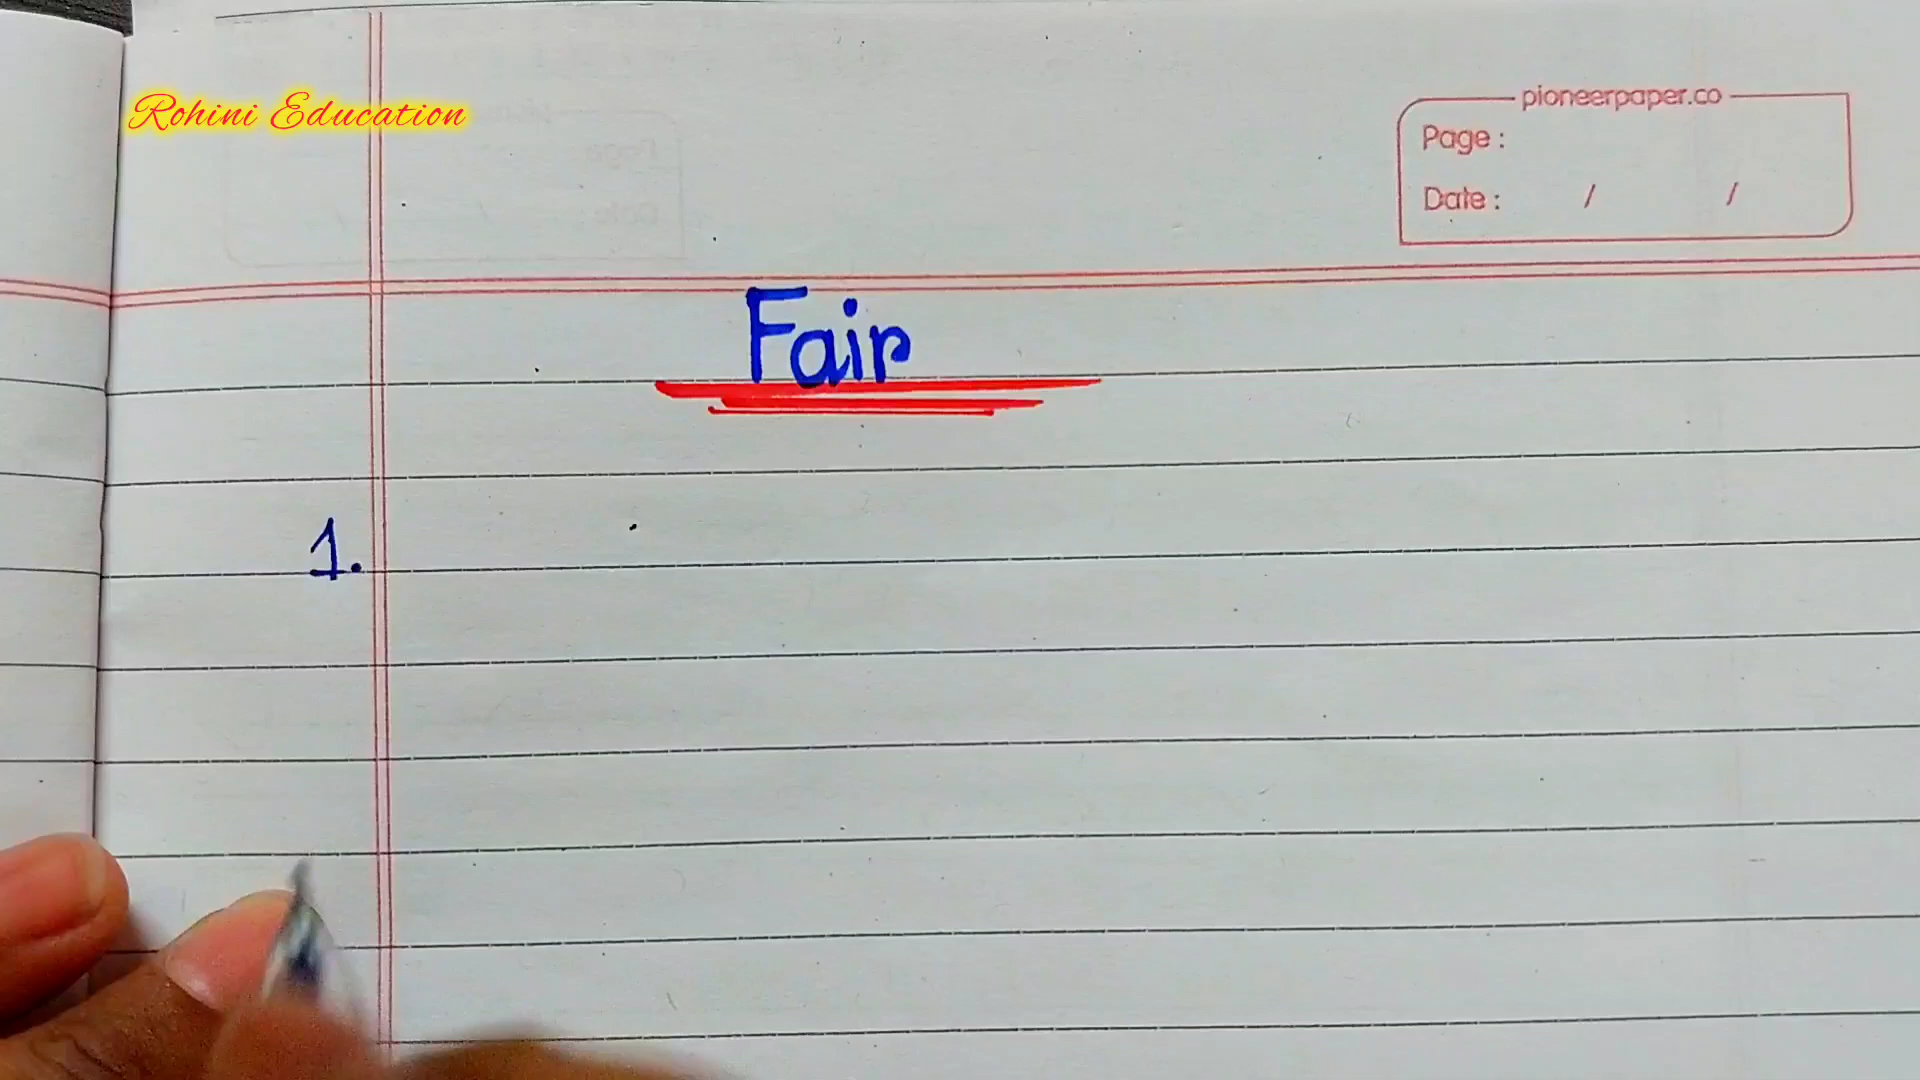 Rohini Education
pioneerpaper.co
Page :
Date : / /
Fair
1.